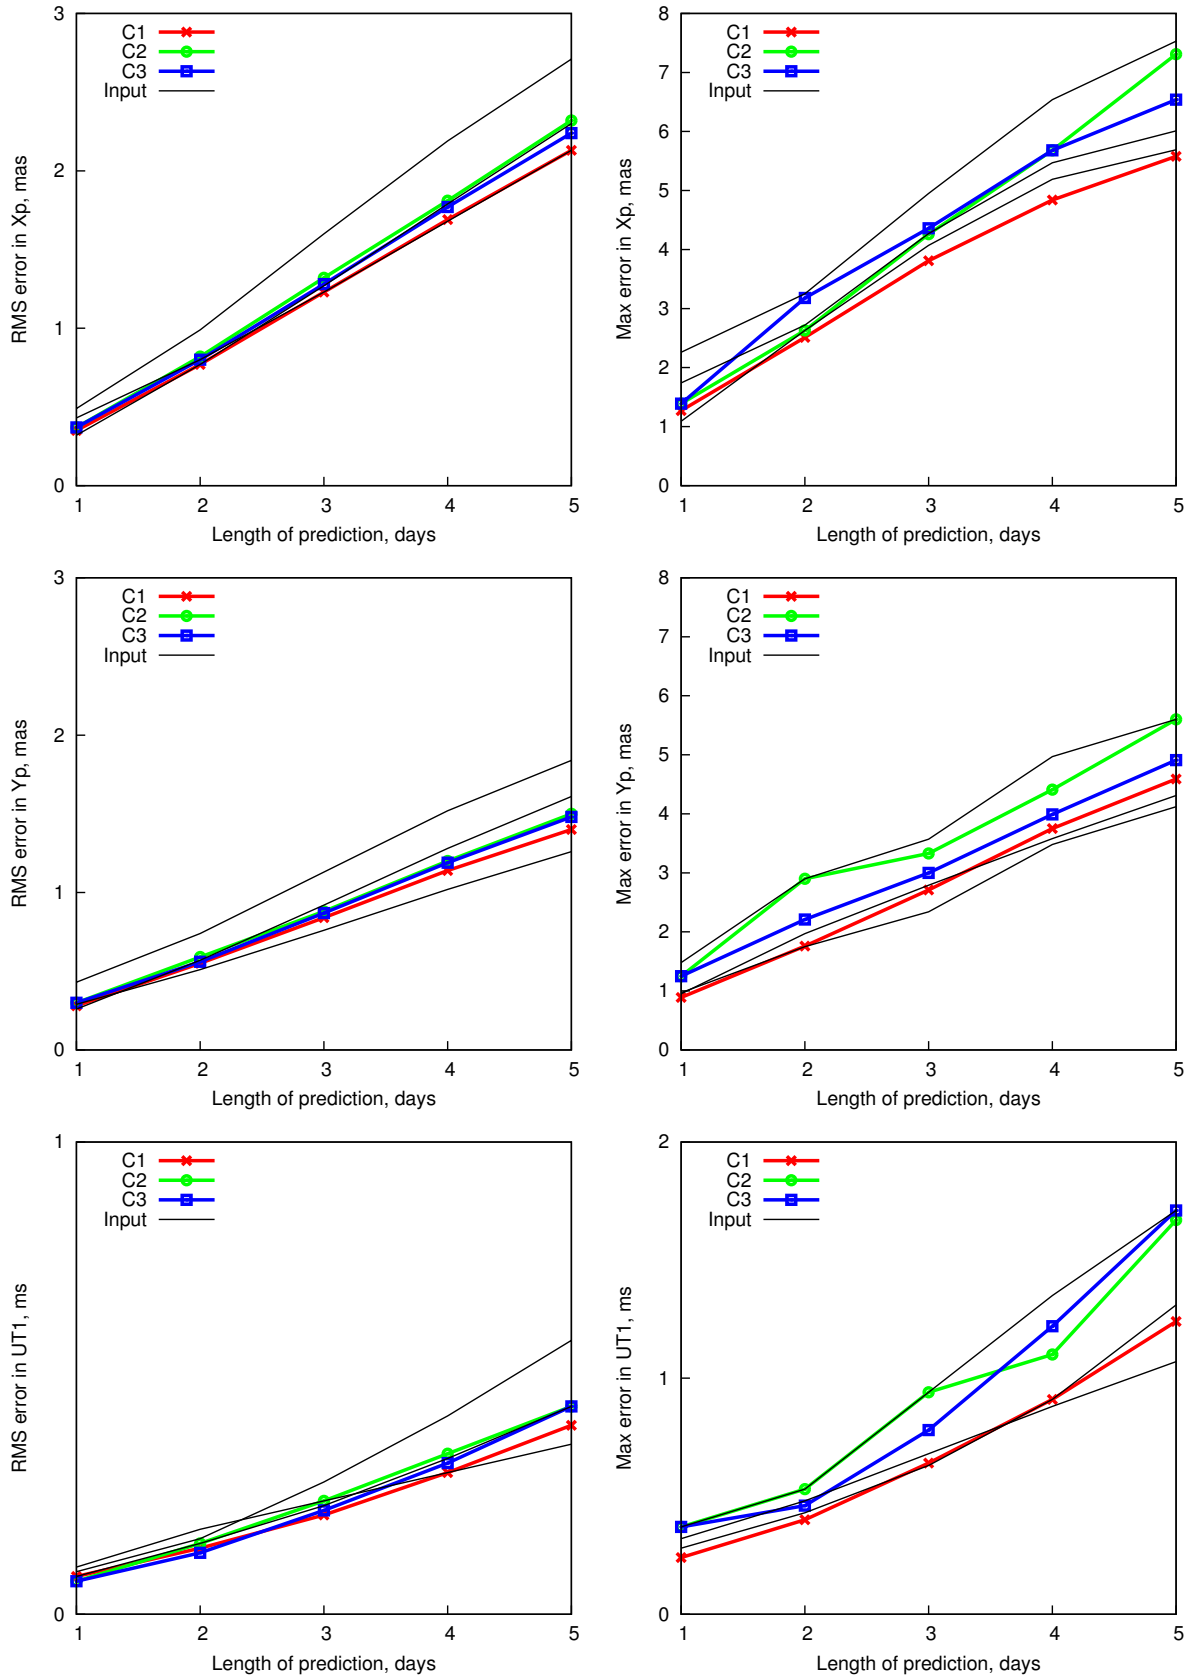 3
2
1
0
RMS error in Xp, mas
C1
C2
C3
Input
1 2 3 4 5
Length of prediction, days
8
7
6
5
4
3
2
1
0
Max error in Xp, mas
C1
C2
C3
Input
1 2 3 4 5
Length of prediction, days
3
2
1
0
RMS error in Yp, mas
C1
C2
C3
Input
1 2 3 4 5
Length of prediction, days
8
7
6
5
4
3
2
1
0
Max error in Yp, mas
C1
C2
C3
Input
1 2 3 4 5
Length of prediction, days
1
0
RMS error in UT1, ms
C1
C2
C3
Input
1 2 3 4 5
Length of prediction, days
2
1
0
Max error in UT1, ms
C1
C2
C3
Input
1 2 3 4 5
Length of prediction, days